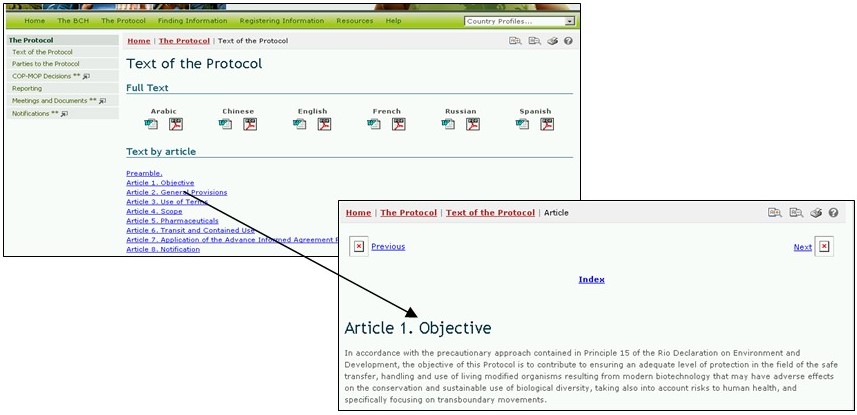 Home The BCH The Protocol Finding Information Registering Information Resources Help Country Profiles...
The Protocol
Text of the Protocol
Parties to the Protocol
COP-MOP Decisions **
Reporting
Meetings and Documents **
Notifications **
Home | The Protocol | Text of the Protocol
Text of the Protocol
Full Text
Arabic Chinese English French Russian Spanish
Text by article
Preamble.
Article 1. Objective
Article 2. General Provisions
Article 3. Use of Terms
Article 4. Scope
Article 5. Pharmaceuticals
Article 6. Transit and Contained Use
Article 7. Application of the Advance Informed Agreement
Article 8. Notification
Home | The Protocol | Text of the Protocol | Article
Previous
Next
Index
Article 1. Objective
In accordance with the precautionary approach contained in Principle 15 of the Rio Declaration on Environment and
Development, the objective of this Protocol is to contribute to ensuring an adequate level of protection in the field of the safe
transfer, handling and use of living modified organisms resulting from modern biotechnology that may have adverse effects
on the conservation and sustainable use of biological diversity, taking also into account risks to human health, and
specifically focusing on transboundary movements.